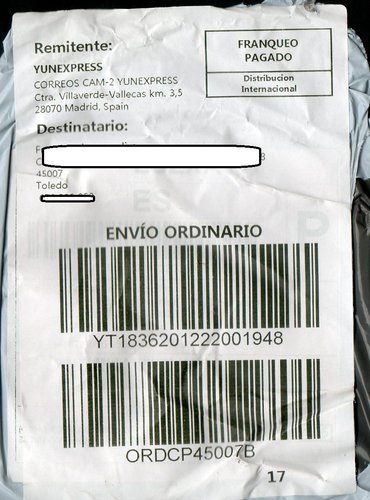 Remitente:
FRANQUEO
PAGADO
Distribucion
Internacional
YUNEXPRESS
CORREOS CAM-2 YUNEXPRESS
Ctra. Villaverde-Vallecas km. 3,5
28070 Madrid, Spain
Destinatario:
45007
Toledo
ES
ENVÍO ORDINARIO
YT1836201222001948
ORDCP45007B
17